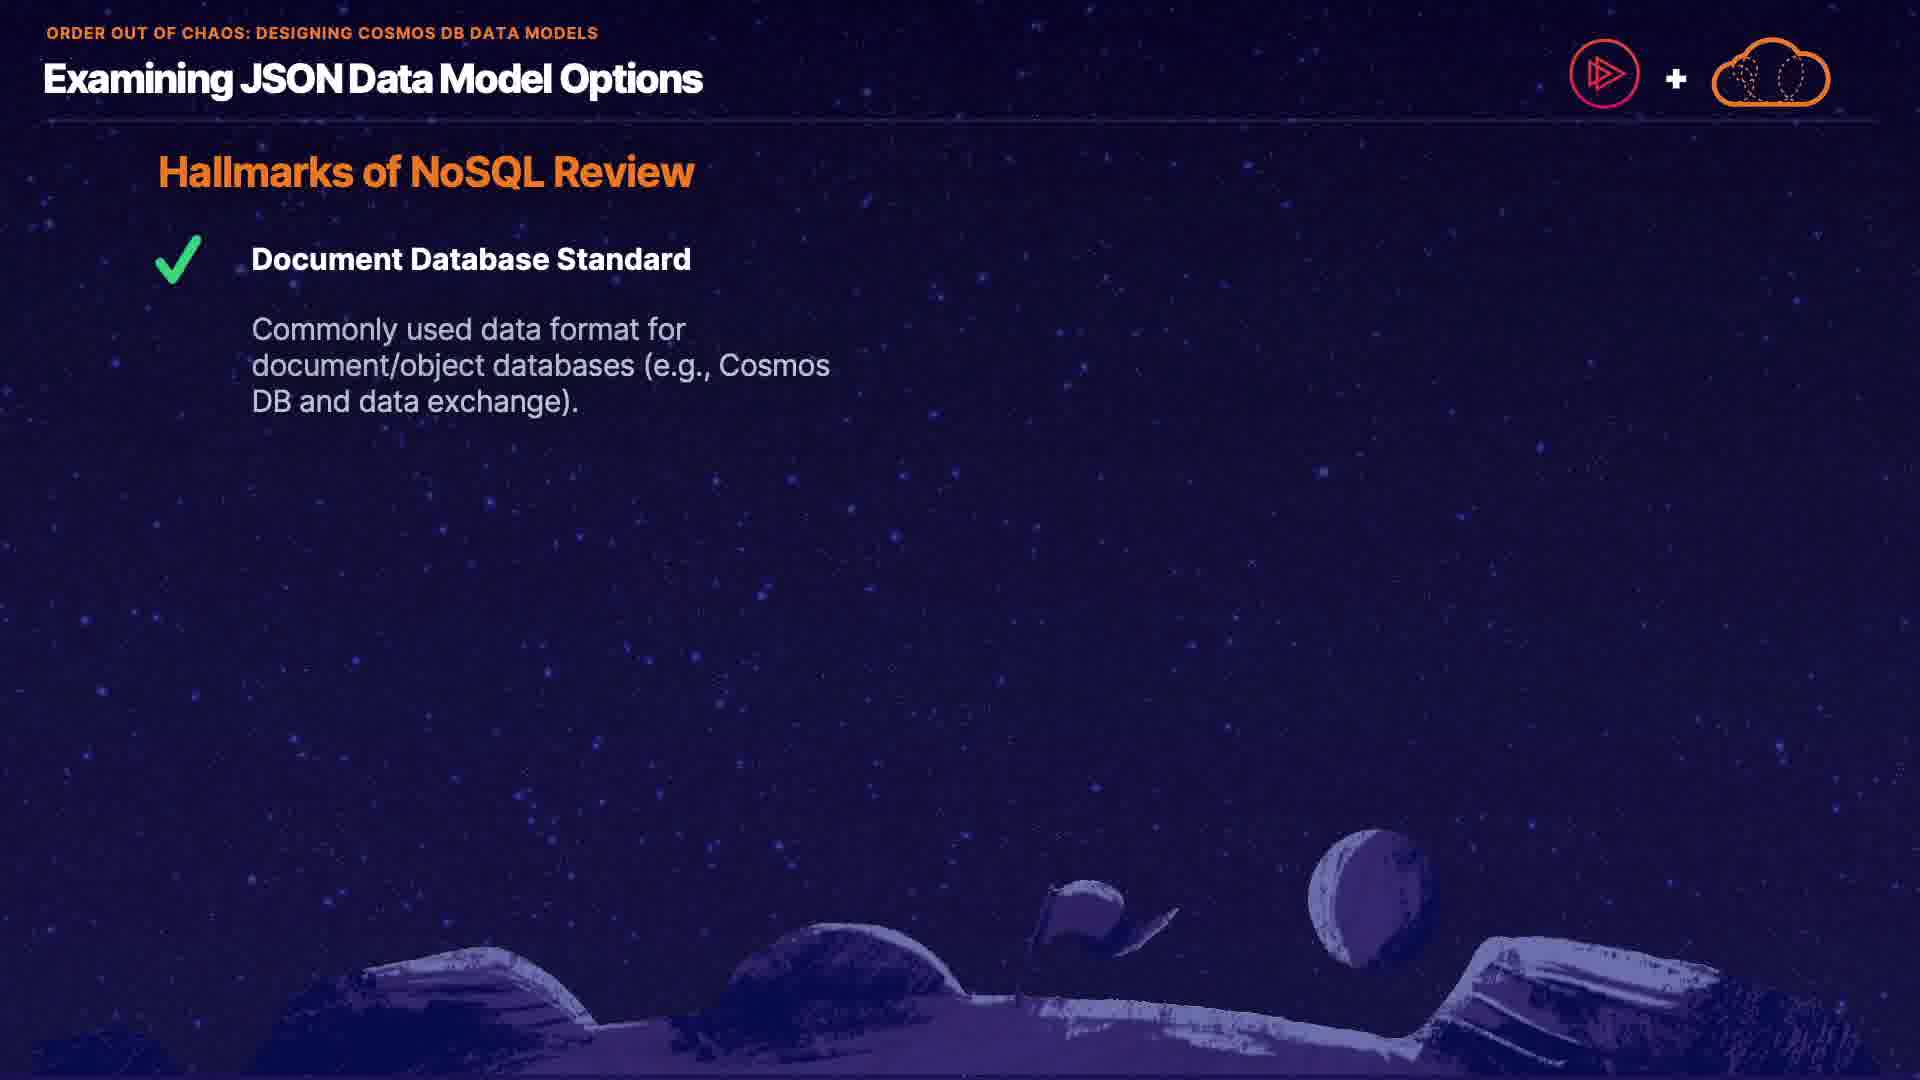 ORDER OUT OF CHAOS: DESIGNING COSMOS DB DATA MODELS
Examining JSON Data Model Options
Hallmarks of NoSQL Review
Document Database Standard
Commonly used data format for
document/object databases (e.g., Cosmos
DB and data exchange).